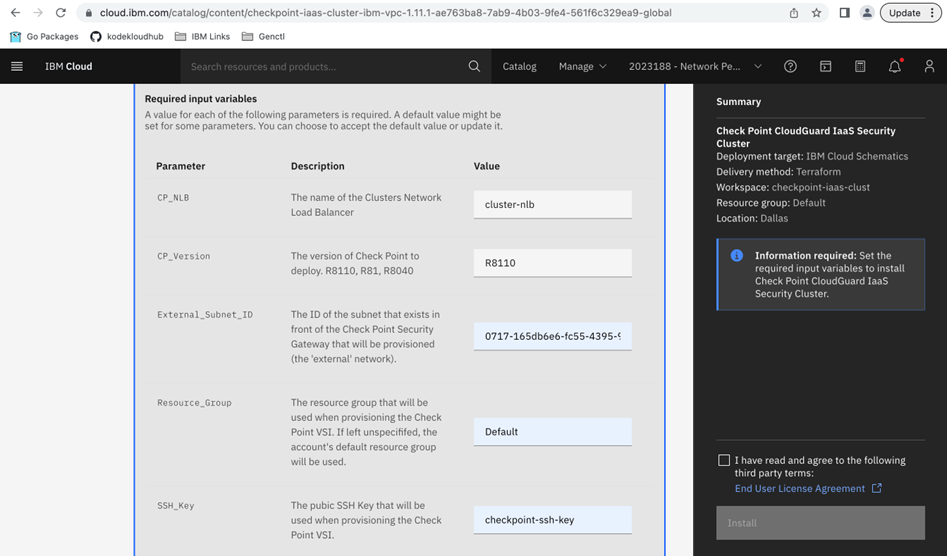 cloud.ibm.com/catalog/content/checkpoint-iaas-cluster-ibm-vpc-1.11.1-ae763ba8-7ab9-4b03-9fe4-561f6c329ea9-global
Update
Go Packages
kodekloudhub
IBM Links
Genctl
IBM Cloud
Search resources and products...
Catalog
Manage
2023188 - Network Pe...
Required input variables
A value for each of the following parameters is required. A default value might be
set for some parameters. You can choose to accept the default value or update it.
Parameter
Description
Value
CP_NLB
The name of the Clusters Network
Load Balancer
cluster-nlb
CP_Version
The version of Check Point to
deploy. R8110, R81, R8040
R8110
External_Subnet_ID
The ID of the subnet that exists in
front of the Check Point Security
Gateway that will be provisioned
(the 'external' network).
0717-165db6e6-fc55-4395-9
Resource_Group
The resource group that will be
used when provisioning the Check
Point VSI. If left unspecififed, the
account's default resource group
will be used.
Default
SSH_Key
The pubic SSH Key that will be
used when provisioning the Check
Point VSI.
checkpoint-ssh-key
Summary
Check Point CloudGuard IaaS Security
Cluster
Deployment target: IBM Cloud Schematics
Delivery method: Terraform
Workspace: checkpoint-iaas-clust
Resource group: Default
Location: Dallas
Information required: Set the
required input variables to install
Check Point CloudGuard IaaS
Security Cluster.
I have read and agree to the following
third party terms:
End User License Agreement
Install